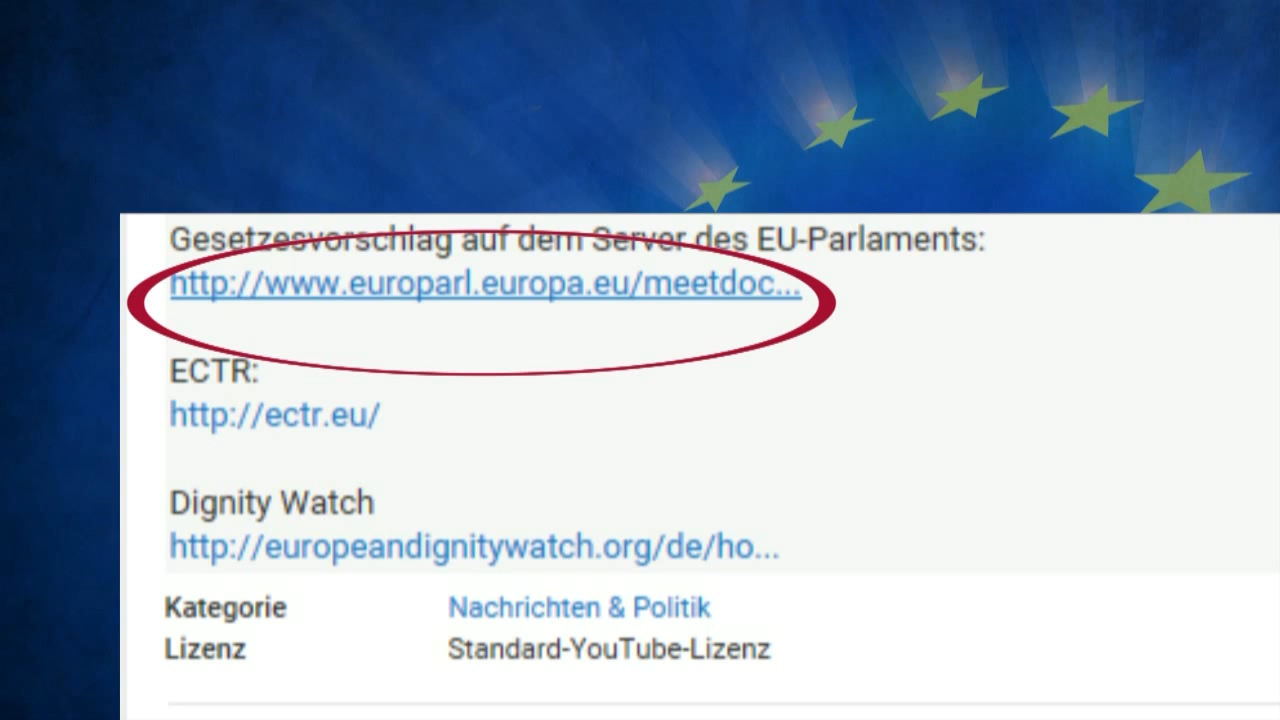 Gesetzesvorschlag auf dem Server des EU-Parlaments:
http://www.europarl.europa.eu/meetdoc...
ECTR:
http://ectr.eu/
Dignity Watch
http://europeandignitywatch.org/de/ho...
Kategorie Nachrichten & Politik
Lizenz Standard-YouTube-Lizenz